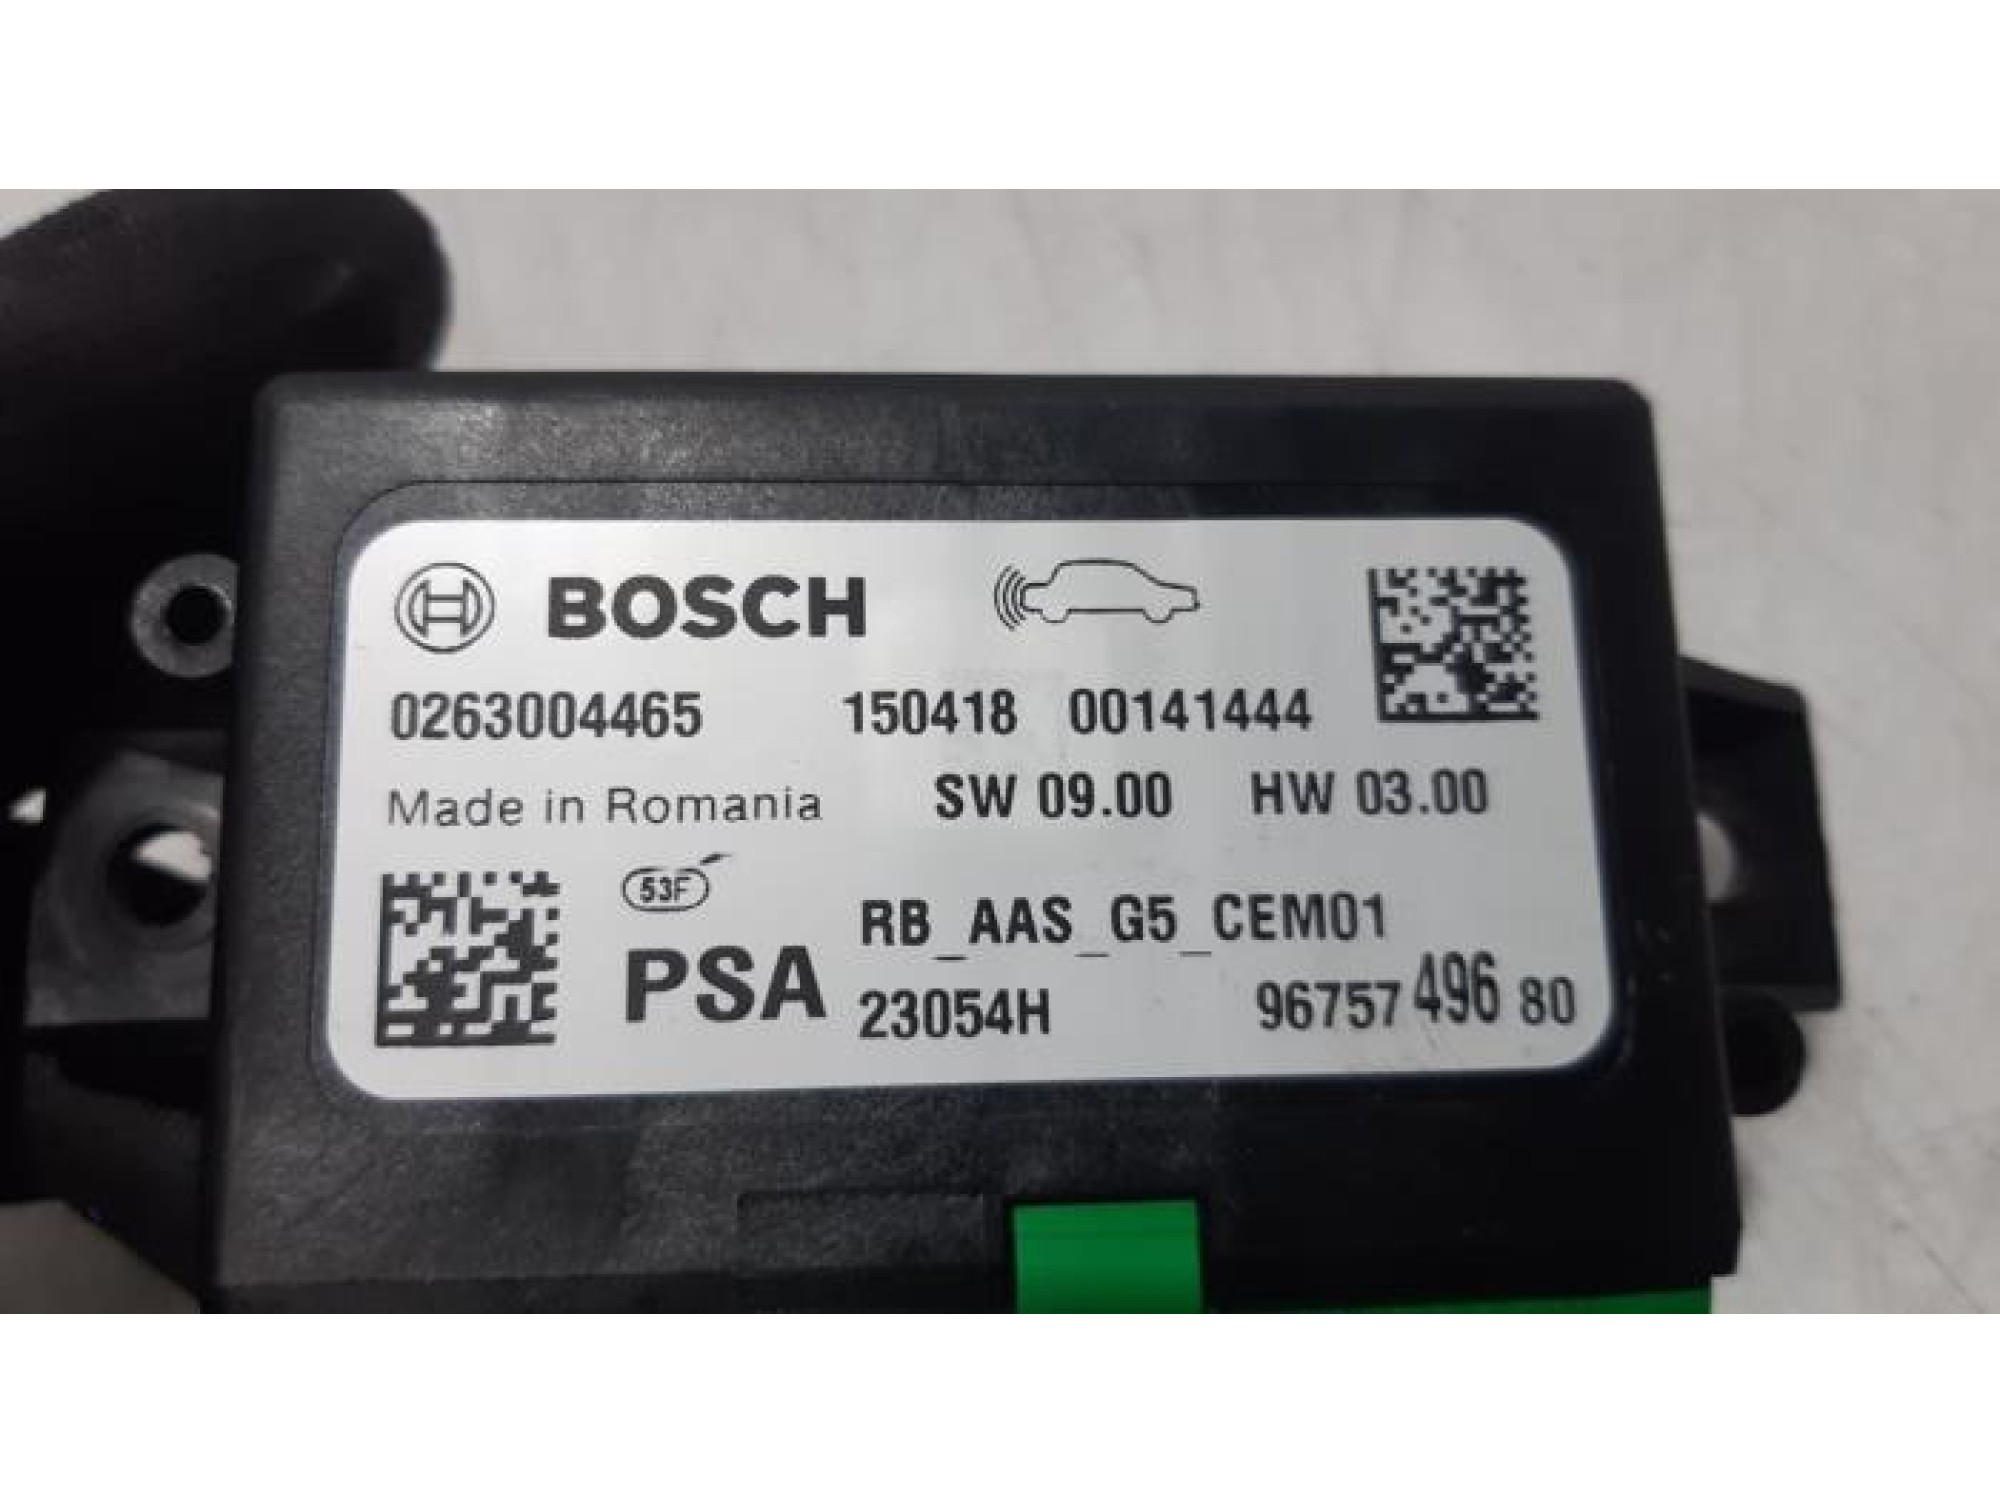 BOSCH
0263004465 150418 00141444
Made in Romania SW 09.00 HW 03.00
53F
RB_AAS_G5_CEM01
PSA 23054H 96757 496 80